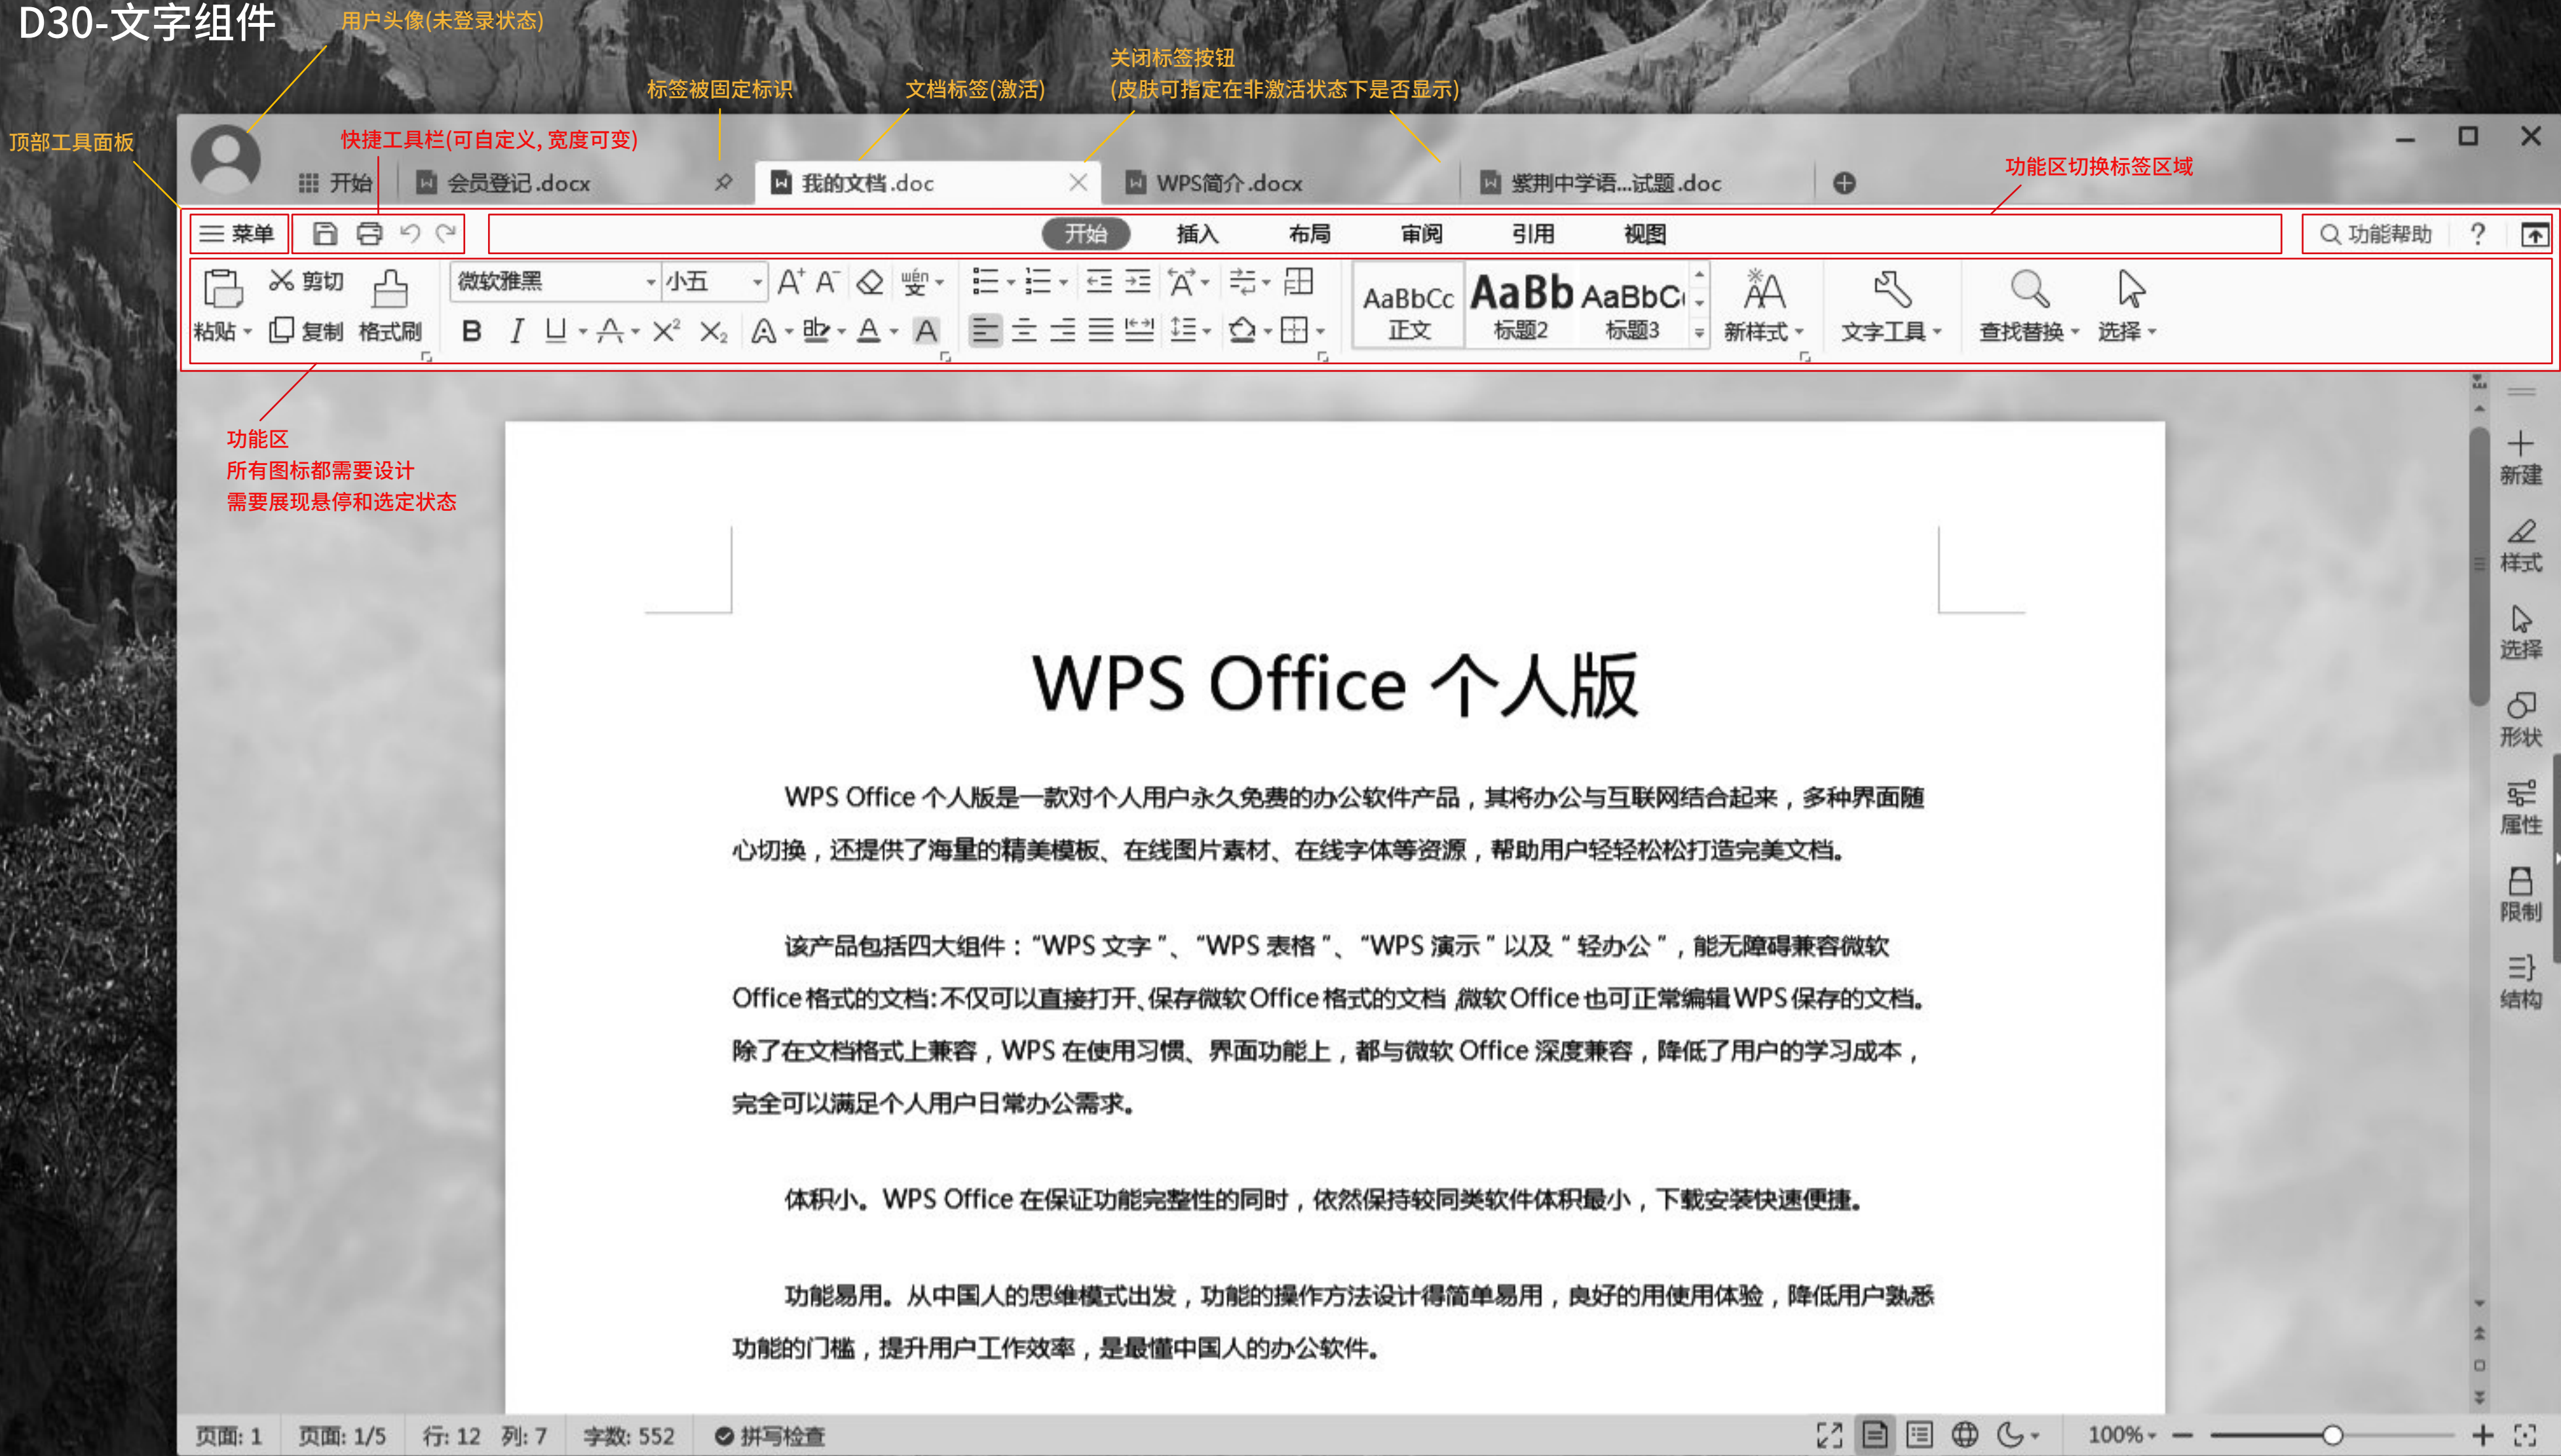 D30-文字组件
用户头像(未登录状态)
关闭标签按钮
标签被固定标识
文档标签(激活)
(皮肤可指定在非激活状态下是否显示)
顶部工具面板
快捷工具栏(可自定义, 宽度可变)
功能区切换标签区域
开始
会员登记.docx
我的文档.doc
WPS简介.docx
紫荆中学语...试题.doc
菜单
开始 插入 布局 审阅 引用 视图
功能帮助 ?
剪切
微软雅黑
小五
A+ A-
wén
变
粘贴
复制
格式刷
B I U A X² X₂ A ab A A
AaBbCc AaBb AaBbC
正文 标题2 标题3
新样式
文字工具
查找替换
选择
功能区
所有图标都需要设计
需要展现悬停和选定状态
新建
样式
选择
形状
属性
限制
结构
WPS Office 个人版
WPS Office 个人版是一款对个人用户永久免费的办公软件产品，其将办公与互联网结合起来，多种界面随
心切换，还提供了海量的精美模板、在线图片素材、在线字体等资源，帮助用户轻轻松松打造完美文档。
该产品包括四大组件：“WPS 文字”、“WPS 表格”、“WPS 演示”以及“轻办公”，能无障碍兼容微软
Office格式的文档:不仅可以直接打开、保存微软Office格式的文档,微软Office也可正常编辑WPS保存的文档。
除了在文档格式上兼容，WPS 在使用习惯、界面功能上，都与微软 Office 深度兼容，降低了用户的学习成本，
完全可以满足个人用户日常办公需求。
体积小。WPS Office 在保证功能完整性的同时，依然保持较同类软件体积最小，下载安装快速便捷。
功能易用。从中国人的思维模式出发，功能的操作方法设计得简单易用，良好的用使用体验，降低用户熟悉
功能的门槛，提升用户工作效率，是最懂中国人的办公软件。
页面: 1 页面: 1/5 行: 12 列: 7 字数: 552 拼写检查 100%